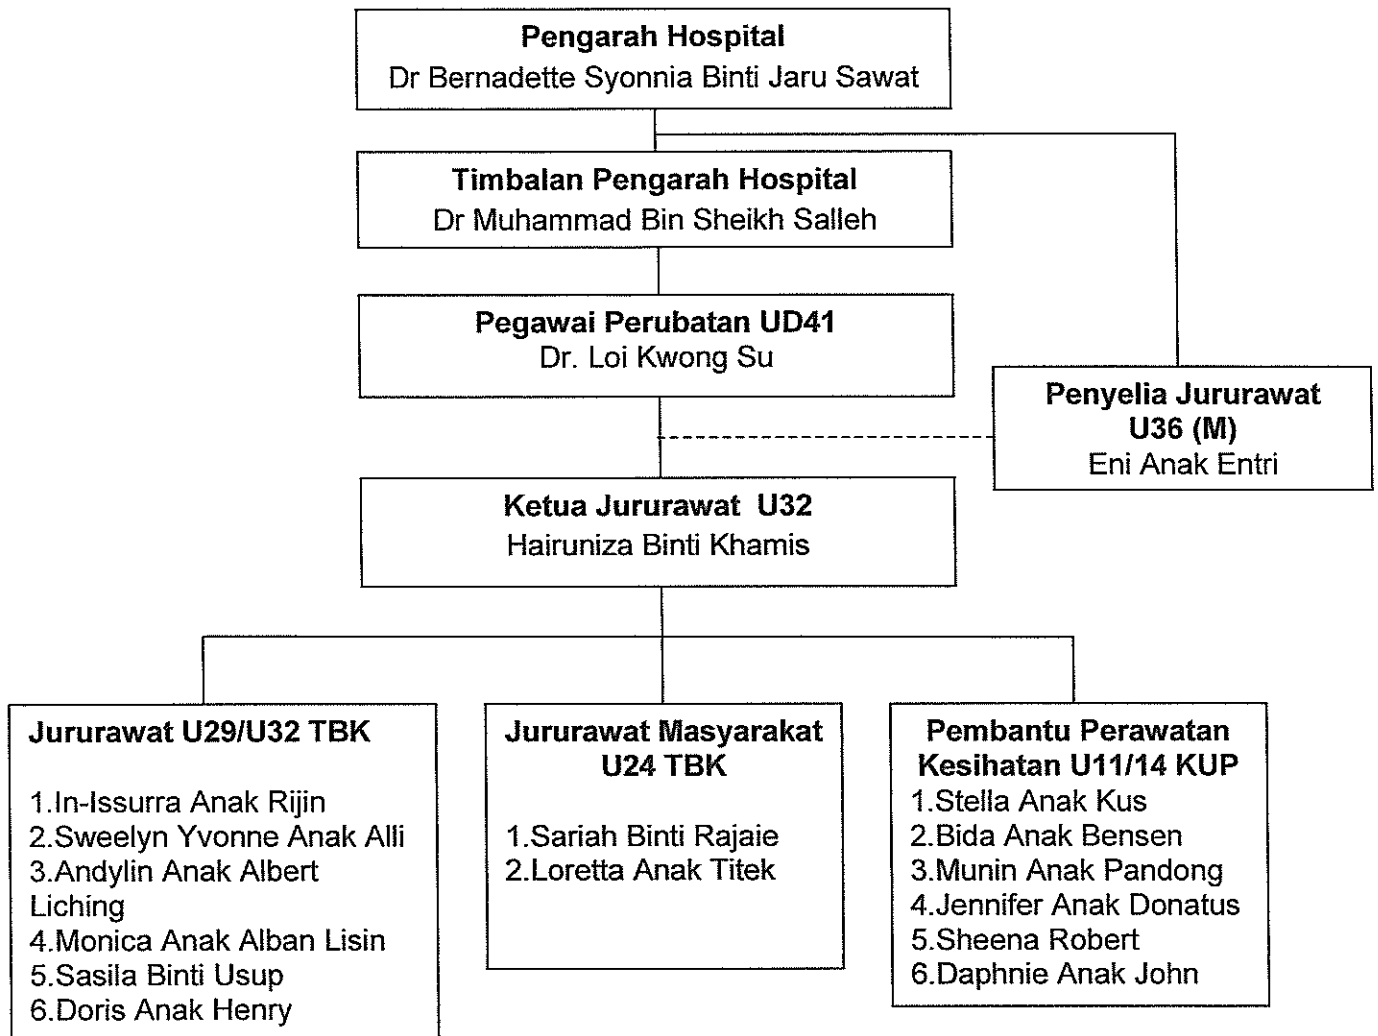 Pengarah Hospital
Dr Bernadette Syonnia Binti Jaru Sawat
Timbalan Pengarah Hospital
Dr Muhammad Bin Sheikh Salleh
Pegawai Perubatan UD41
Dr. Loi Kwong Su
Penyelia Jururawat
U36 (M)
Eni Anak Entri
Ketua Jururawat U32
Hairuniza Binti Khamis
Jururawat U29/U32 TBK
1.In-Issurra Anak Rijin
2.Sweelyn Yvonne Anak Alli
3.Andylin Anak Albert
Liching
4.Monica Anak Alban Lisin
5.Sasila Binti Usup
6.Doris Anak Henry
Jururawat Masyarakat
U24 TBK
1.Sariah Binti Rajaie
2.Loretta Anak Titek
Pembantu Perawatan
Kesihatan U11/14 KUP
1.Stella Anak Kus
2.Bida Anak Bensen
3.Munin Anak Pandong
4.Jennifer Anak Donatus
5.Sheena Robert
6.Daphnie Anak John